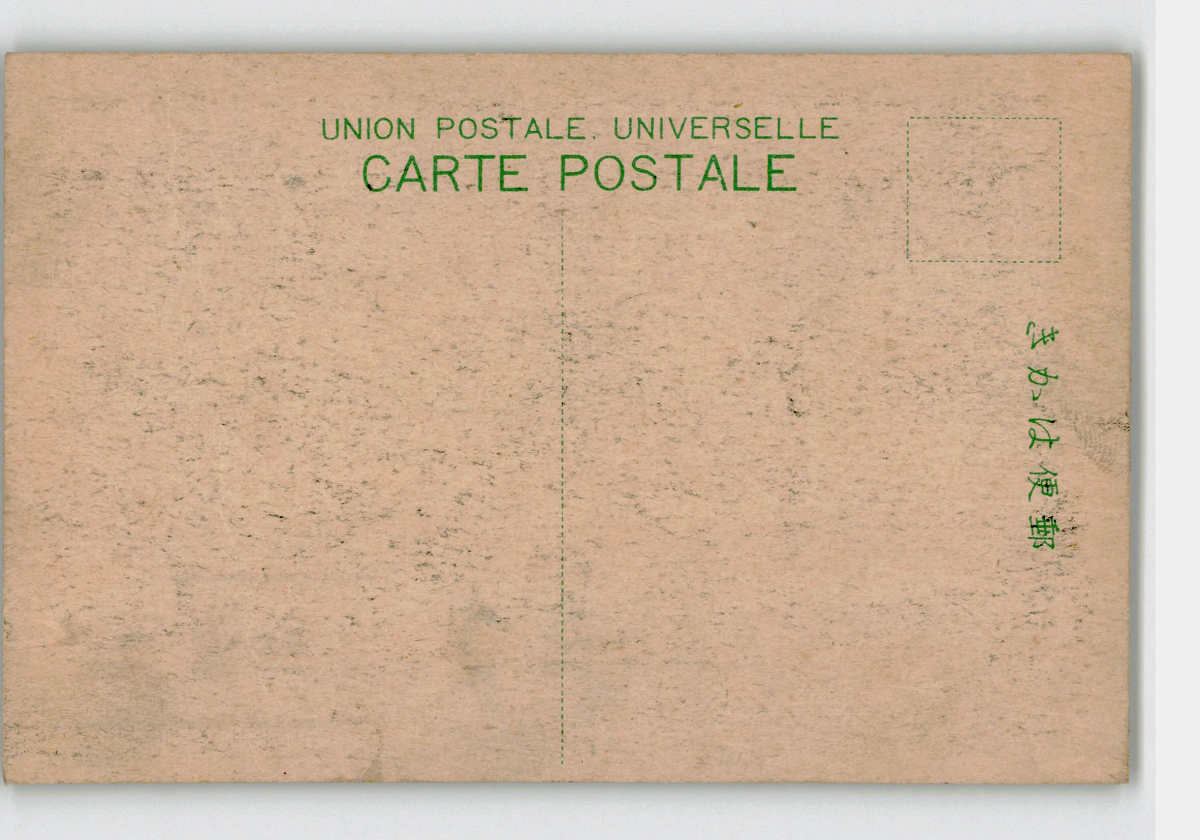 UNION POSTALE. UNIVERSELLE
CARTE POSTALE
郵便はかき